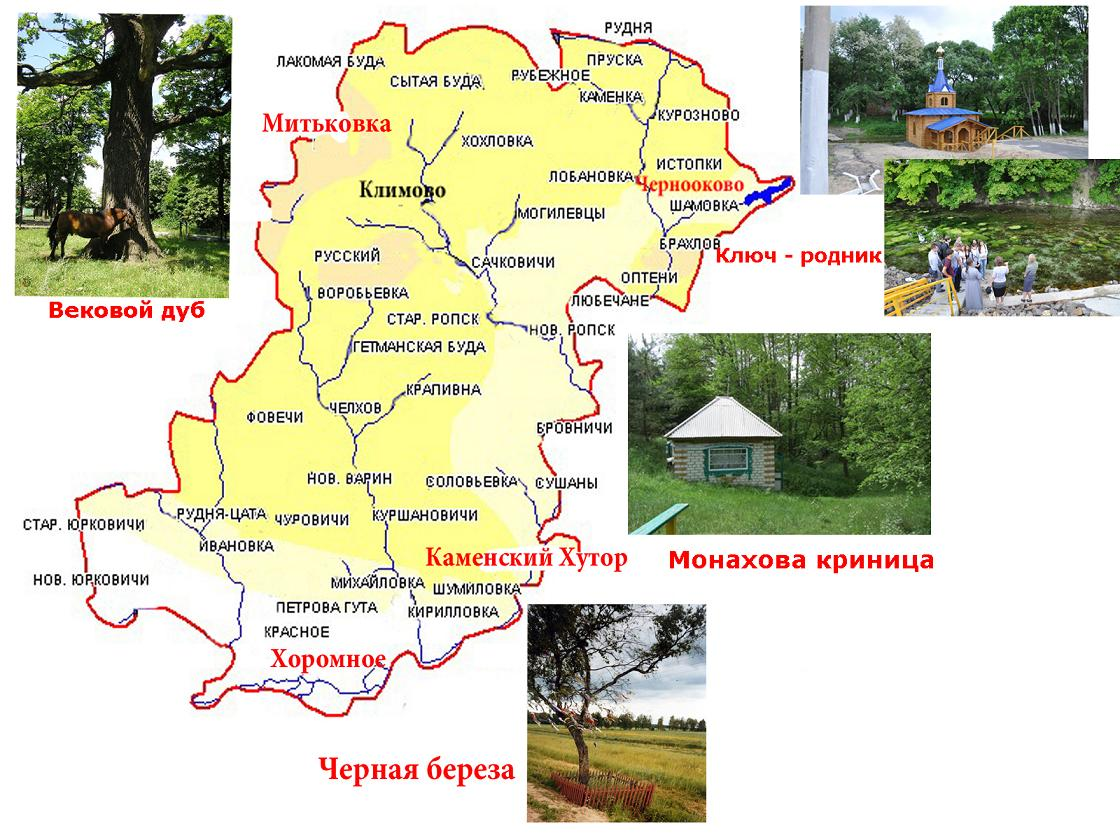 РУДНЯ
ЛАКОМАЯ БУДА
ПРУСКА
СЫТАЯ БУДА
РУБЕЖНОЕ
КАМЕНКА
КУРОЗНОВО
Митьковка
ХОХЛОВКА
ИСТОПКИ
ЛОБАНОВКА
Чернооково
Климово
ШАМОВКА
МОГИЛЕВЦЫ
БРАХЛОВ
РУССКИЙ
Ключ - родник
САЧКОВИЧИ
ОПТЕНИ
ВОРОБЬЕВКА
ЛЮБЕЧАНЕ
Вековой дуб
СТАР. РОПСК
НОВ. РОПСК
ГЕТМАНСКАЯ БУДА
КРАПИВНА
ЧЕЛХОВ
ФОВЕЧИ
БРОВНИЧИ
НОВ. ВАРИН
СОЛОВЬЕВКА
СУШАНЫ
РУДНЯ-ЦАТА
ЧУРОВИЧИ
КУРШАНОВИЧИ
СТАР. ЮРКОВИЧИ
ИВАНОВКА
Каменский Хутор
Монахова криница
НОВ. ЮРКОВИЧИ
МИХАЙЛОВКА
ШУМИЛОВКА
ПЕТРОВА ГУТА
КИРИЛЛОВКА
КРАСНОЕ
Хоромное
Черная береза